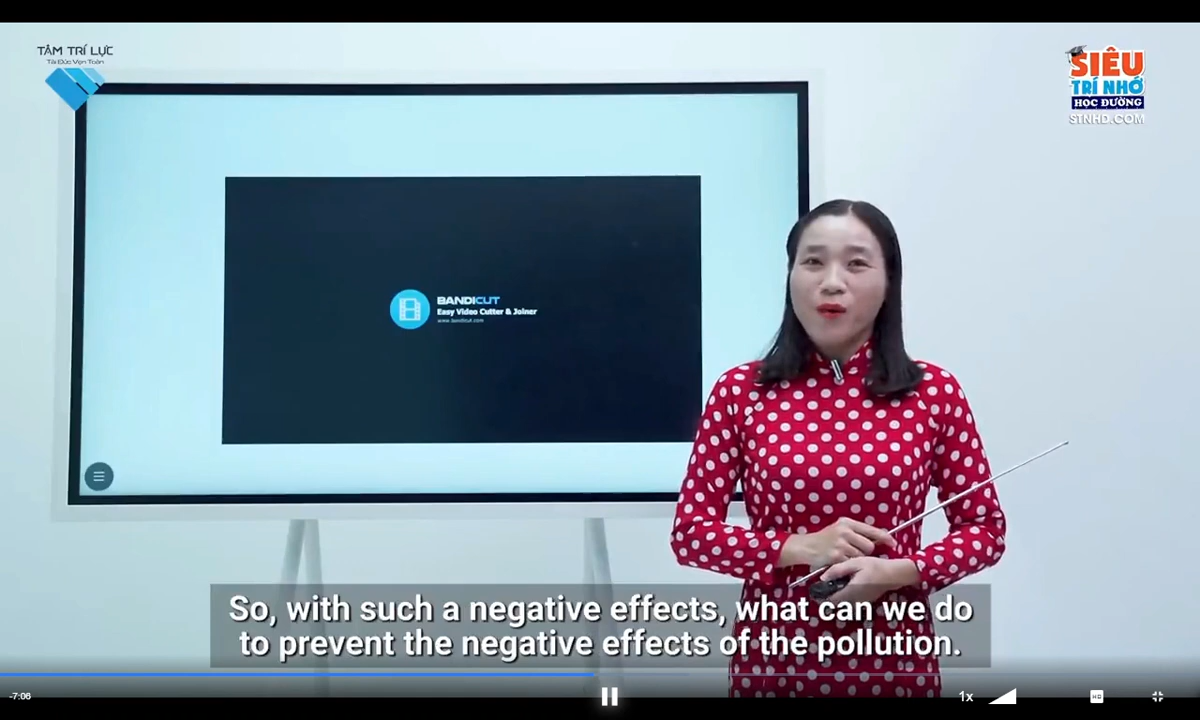 TÂM TRÍ LỰC
Tài Đức Vẹn Toàn
SIÊU
TRÍ NHỚ
HỌC ĐƯỜNG
STNHD.COM
BANDICUT
Easy Video Cutter & Joiner
www.bandicut.com
So, with such a negative effects, what can we do
to prevent the negative effects of the pollution.
-7:06
1x
HD